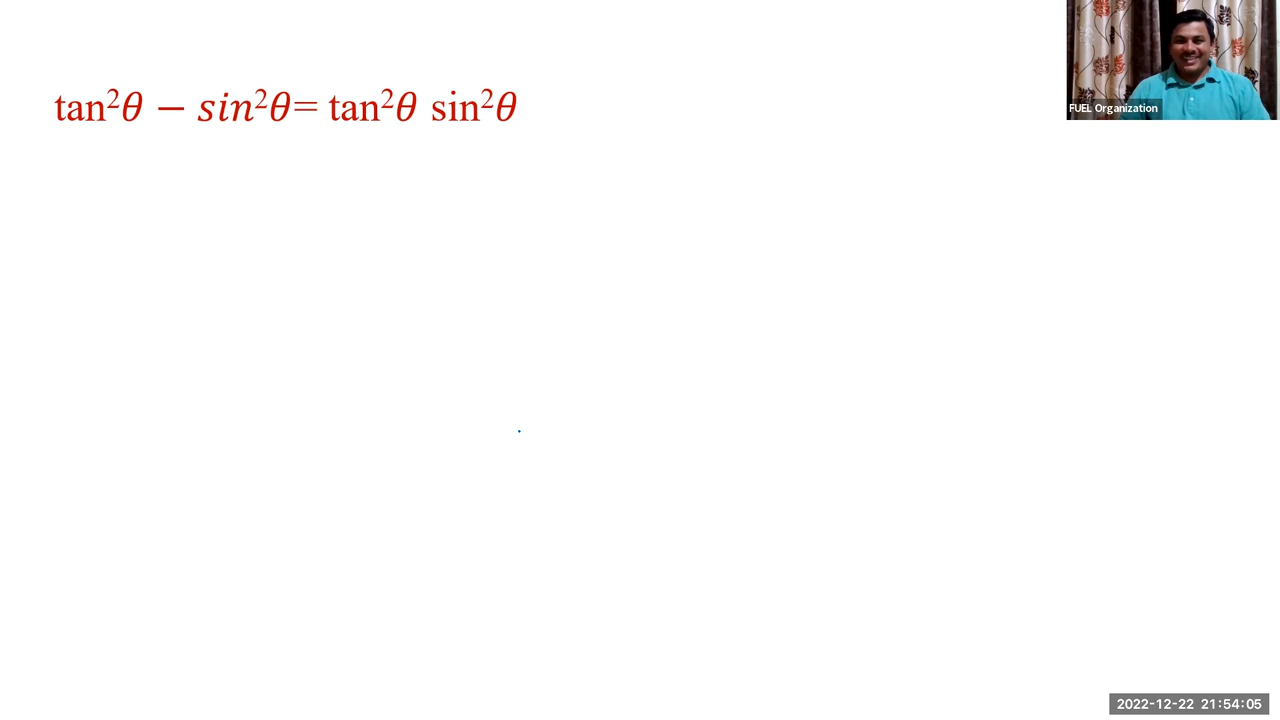 tan²θ − sin²θ= tan²θ sin²θ
FUEL Organization
2022-12-22 21:54:05